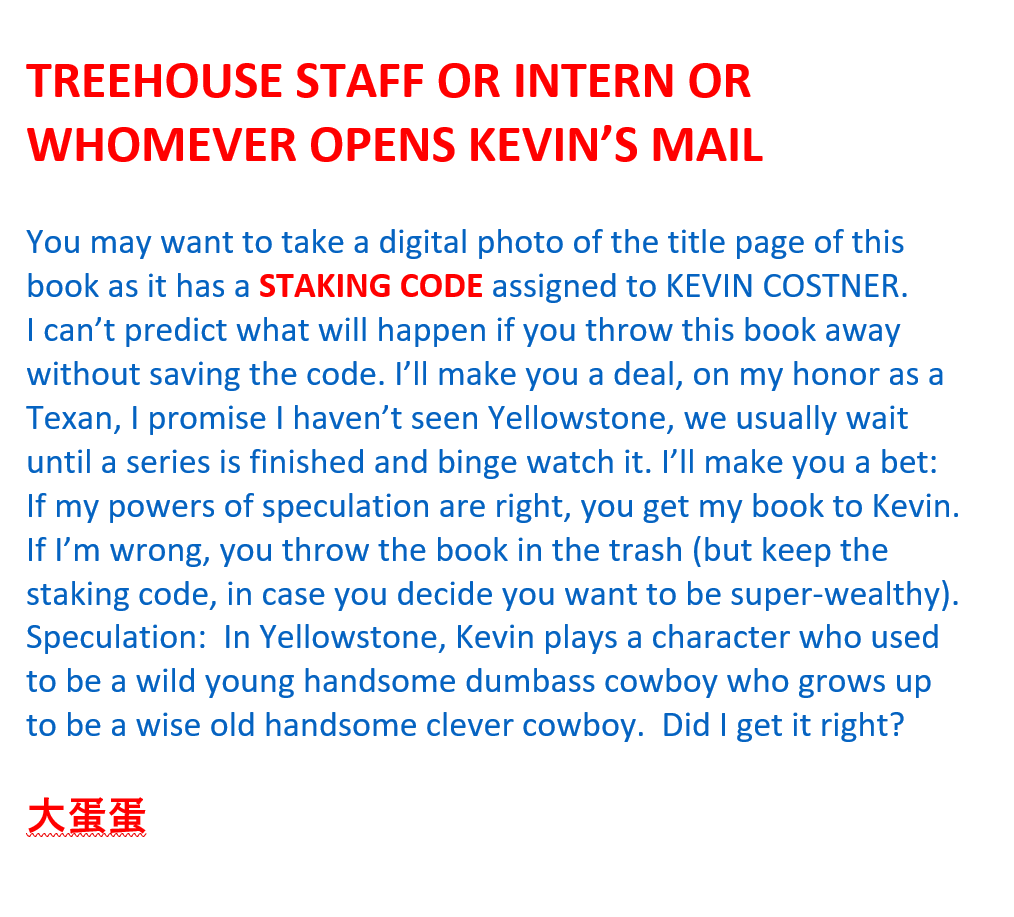 TREEHOUSE STAFF OR INTERN OR
WHOMEVER OPENS KEVIN’S MAIL
You may want to take a digital photo of the title page of this
book as it has a STAKING CODE assigned to KEVIN COSTNER.
I can’t predict what will happen if you throw this book away
without saving the code. I’ll make you a deal, on my honor as a
Texan, I promise I haven’t seen Yellowstone, we usually wait
until a series is finished and binge watch it. I’ll make you a bet:
If my powers of speculation are right, you get my book to Kevin.
If I’m wrong, you throw the book in the trash (but keep the
staking code, in case you decide you want to be super-wealthy).
Speculation:  In Yellowstone, Kevin plays a character who used
to be a wild young handsome dumbass cowboy who grows up
to be a wise old handsome clever cowboy.  Did I get it right?
大蛋蛋